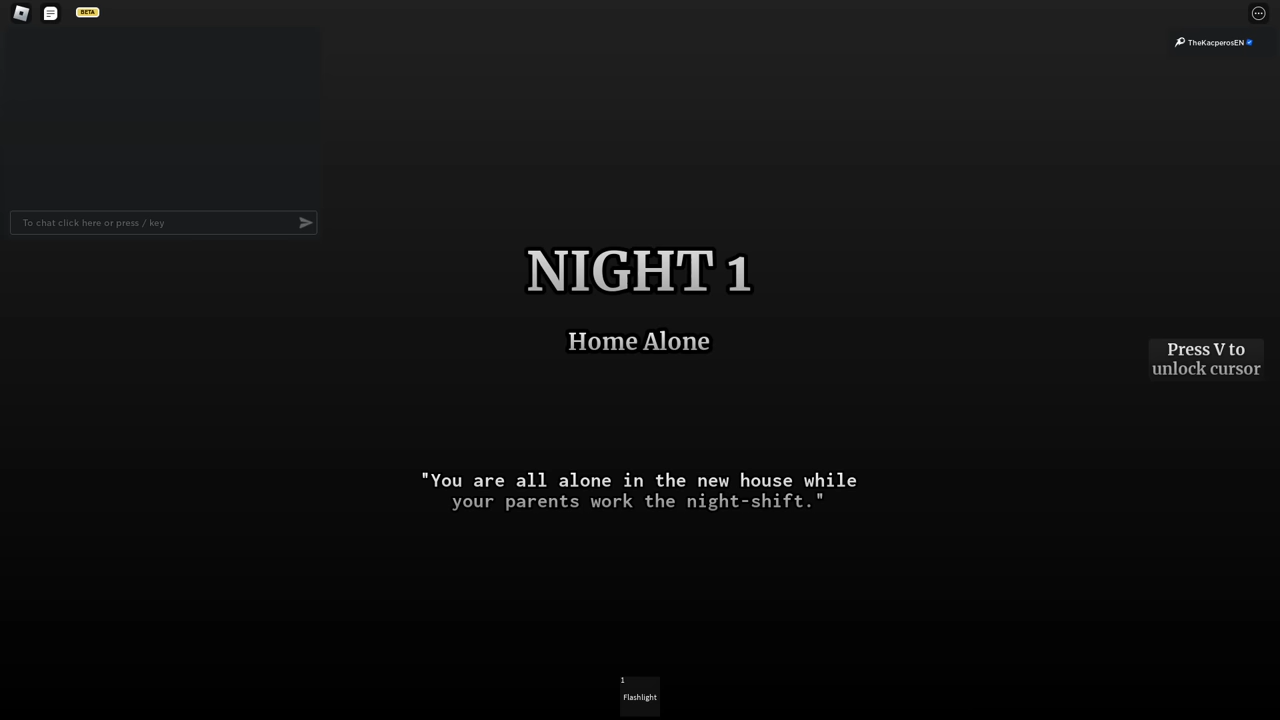 BETA
TheKacperosEN
To chat click here or press / key
NIGHT 1
Home Alone
Press V to
unlock cursor
"You are all alone in the new house while
your parents work the night-shift."
1
Flashlight